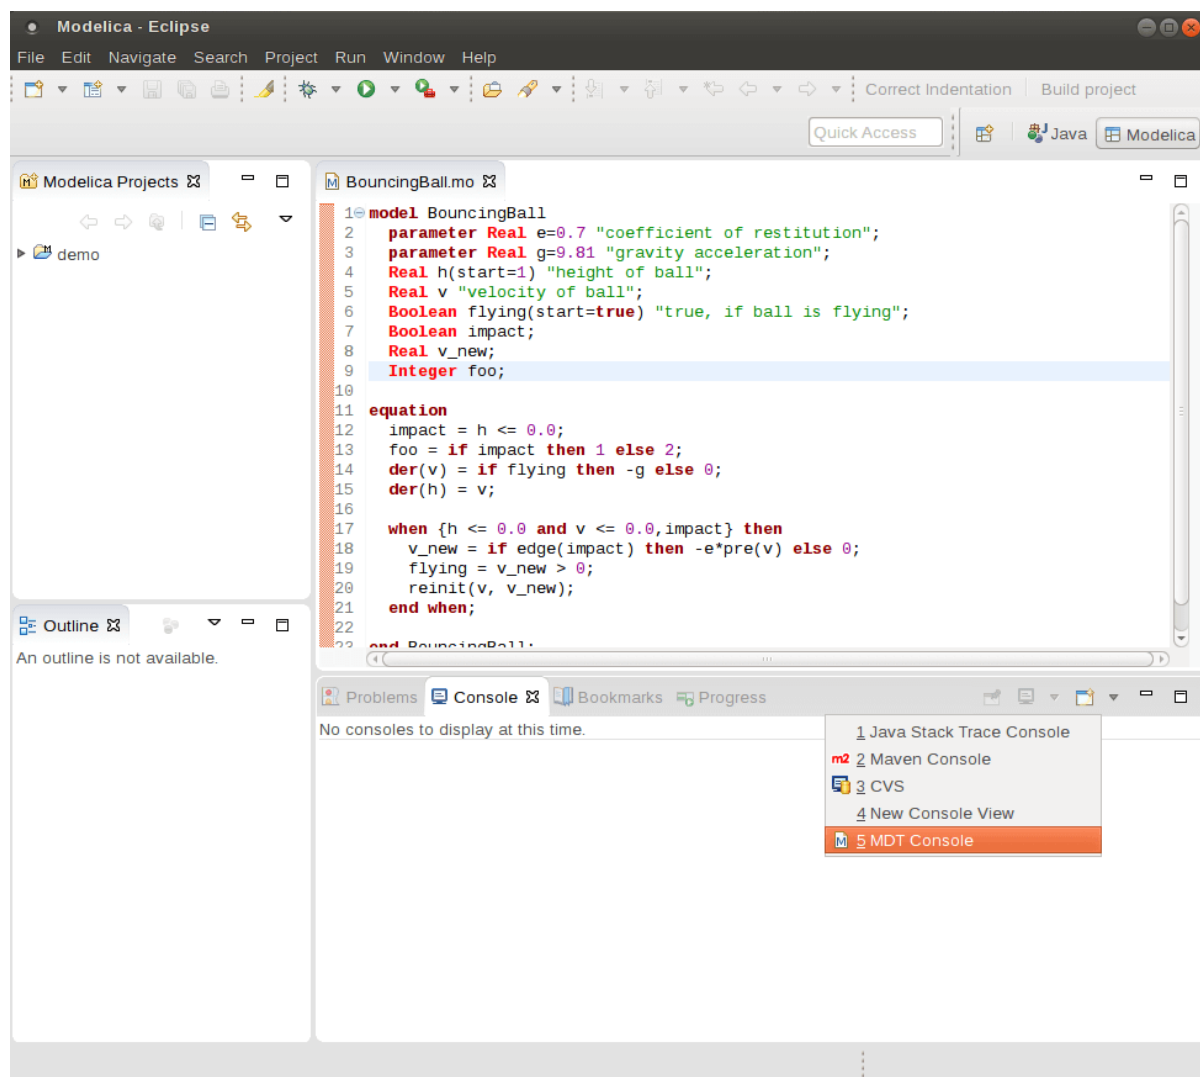 Modelica - Eclipse
File Edit Navigate Search Project Run Window Help
Correct Indentation Build project
Quick Access Java Modelica
Modelica Projects
demo
BouncingBall.mo
1 model BouncingBall
2 parameter Real e=0.7 "coefficient of restitution";
3 parameter Real g=9.81 "gravity acceleration";
4 Real h(start=1) "height of ball";
5 Real v "velocity of ball";
6 Boolean flying(start=true) "true, if ball is flying";
7 Boolean impact;
8 Real v_new;
9 Integer foo;
10
11 equation
12 impact = h <= 0.0;
13 foo = if impact then 1 else 2;
14 der(v) = if flying then -g else 0;
15 der(h) = v;
16
17 when {h <= 0.0 and v <= 0.0,impact} then
18 v_new = if edge(impact) then -e*pre(v) else 0;
19 flying = v_new > 0;
20 reinit(v, v_new);
21 end when;
22
23 end BouncingBall;
Outline
An outline is not available.
Problems Console Bookmarks Progress
No consoles to display at this time.
1 Java Stack Trace Console
m2 2 Maven Console
3 CVS
4 New Console View
M 5 MDT Console